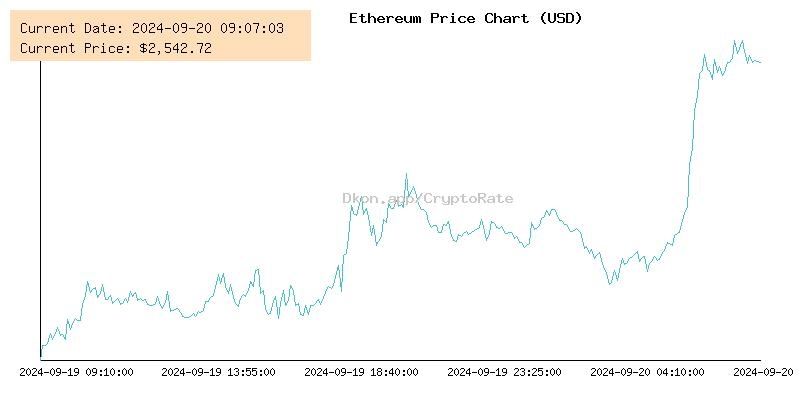 Ethereum Price Chart (USD)
Current Date: 2024-09-20 09:07:03
Current Price: $2,542.72
Dkon.app/CryptoRate
2024-09-19 09:10:00 2024-09-19 13:55:00 2024-09-19 18:40:00 2024-09-19 23:25:00 2024-09-20 04:10:00 2024-09-20